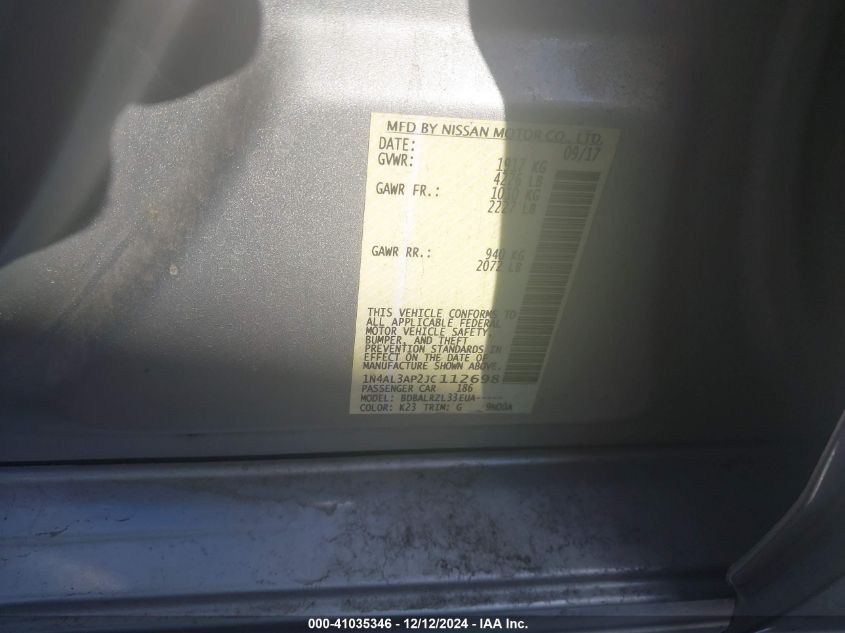 MFD BY NISSAN MOTOR CO., LTD.
DATE: 09/17
GVWR: 1917 KG
4226 LB
GAWR FR.: 1010 KG
2227 LB
GAWR RR.: 940 KG
2072 LB
THIS VEHICLE CONFORMS TO
ALL APPLICABLE FEDERAL
MOTOR VEHICLE SAFETY,
BUMPER, AND THEFT
PREVENTION STANDARDS IN
EFFECT ON THE DATE OF
MANUFACTURE SHOWN ABOVE.
1N4AL3AP2JC112698
PASSENGER CAR 186
MODEL: BDBALRZL33EUA-----
COLOR: K23 TRIM: G 9N00A
000-41035346 - 12/12/2024 - IAA Inc.